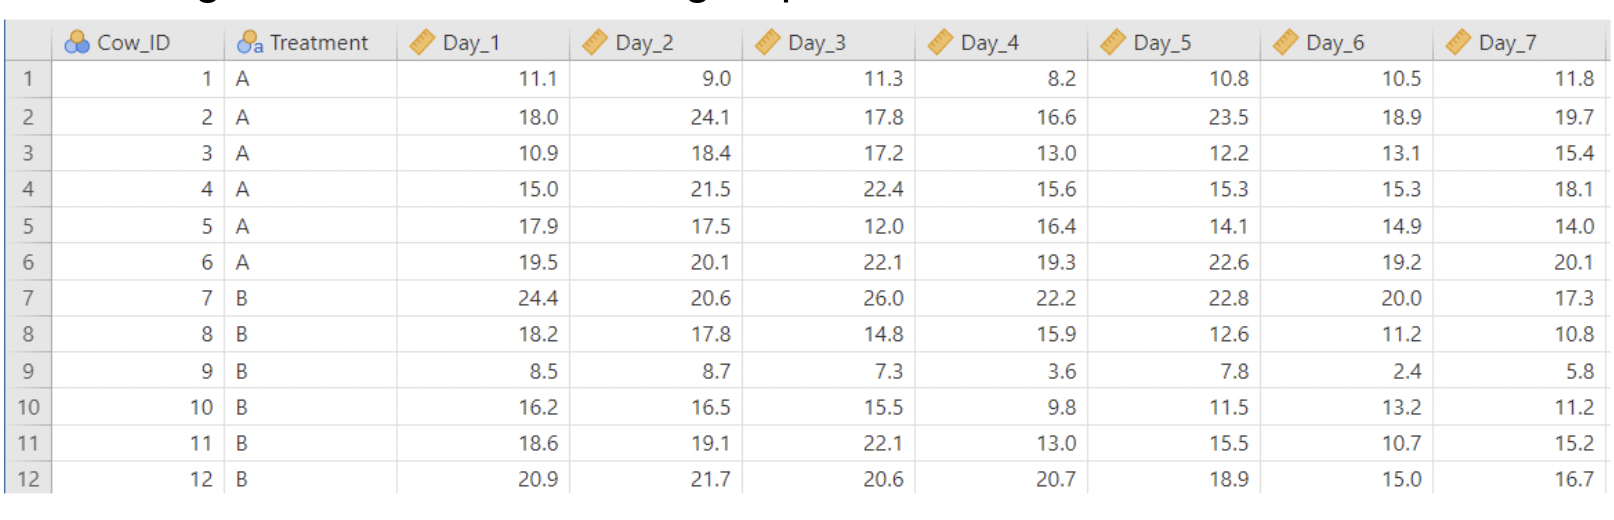 Cow_ID Treatment Day_1 Day_2 Day_3 Day_4 Day_5 Day_6 Day_7
1 1 A 11.1 9.0 11.3 8.2 10.8 10.5 11.8
2 2 A 18.0 24.1 17.8 16.6 23.5 18.9 19.7
3 3 A 10.9 18.4 17.2 13.0 12.2 13.1 15.4
4 4 A 15.0 21.5 22.4 15.6 15.3 15.3 18.1
5 5 A 17.9 17.5 12.0 16.4 14.1 14.9 14.0
6 6 A 19.5 20.1 22.1 19.3 22.6 19.2 20.1
7 7 B 24.4 20.6 26.0 22.2 22.8 20.0 17.3
8 8 B 18.2 17.8 14.8 15.9 12.6 11.2 10.8
9 9 B 8.5 8.7 7.3 3.6 7.8 2.4 5.8
10 10 B 16.2 16.5 15.5 9.8 11.5 13.2 11.2
11 11 B 18.6 19.1 22.1 13.0 15.5 10.7 15.2
12 12 B 20.9 21.7 20.6 20.7 18.9 15.0 16.7